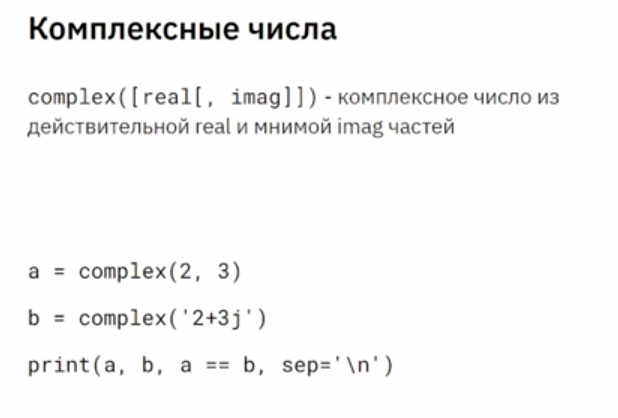 Комплексные числа
complex([real[, imag]]) - комплексное число из
действительной real и мнимой imag частей
a = complex(2, 3)
b = complex('2+3j')
print(a, b, a == b, sep='\n')